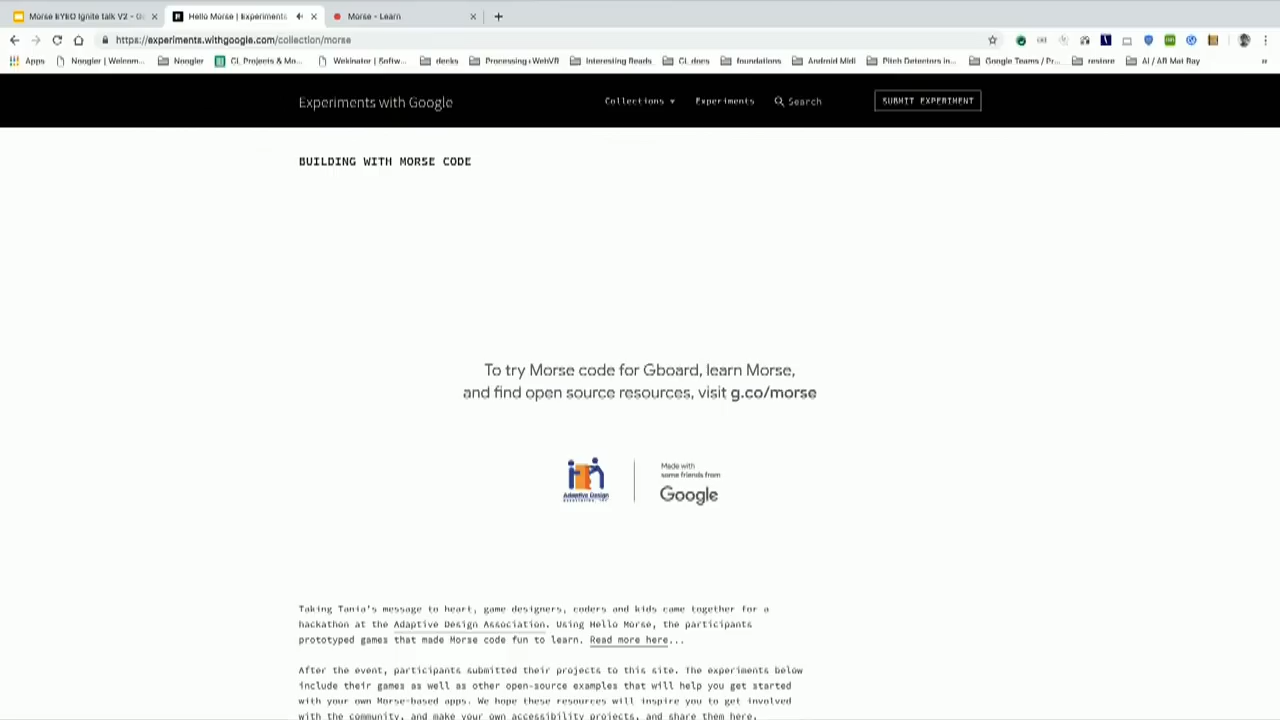 Morse EYEO Ignite talk V2 - G
Hello Morse | Experiments
Morse - Learn
https://experiments.withgoogle.com/collection/morse
Apps
Noogler | Welcom...
Noogler
CL Projects & Mo...
Wekinator | Softw...
decks
Processing+WebVR
Interesting Reads
CL docs
foundations
Android Midi
Pitch Detectors in...
Google Teams / Pr...
restore
AI / AR Mat Ray
Experiments with Google
Collections
Experiments
Search
SUBMIT EXPERIMENT
BUILDING WITH MORSE CODE
To try Morse code for Gboard, learn Morse,
and find open source resources, visit g.co/morse
Adaptive Design
Made with
some friends from
Google
Taking Tania's message to heart, game designers, coders and kids came together for a
hackathon at the Adaptive Design Association. Using Hello Morse, the participants
prototyped games that made Morse code fun to learn. Read more here...
After the event, participants submitted their projects to this site. The experiments below
include their games as well as other open-source examples that will help you get started
with your own Morse-based apps. We hope these resources will inspire you to get involved
with the community, and make your own accessibility projects, and share them here.